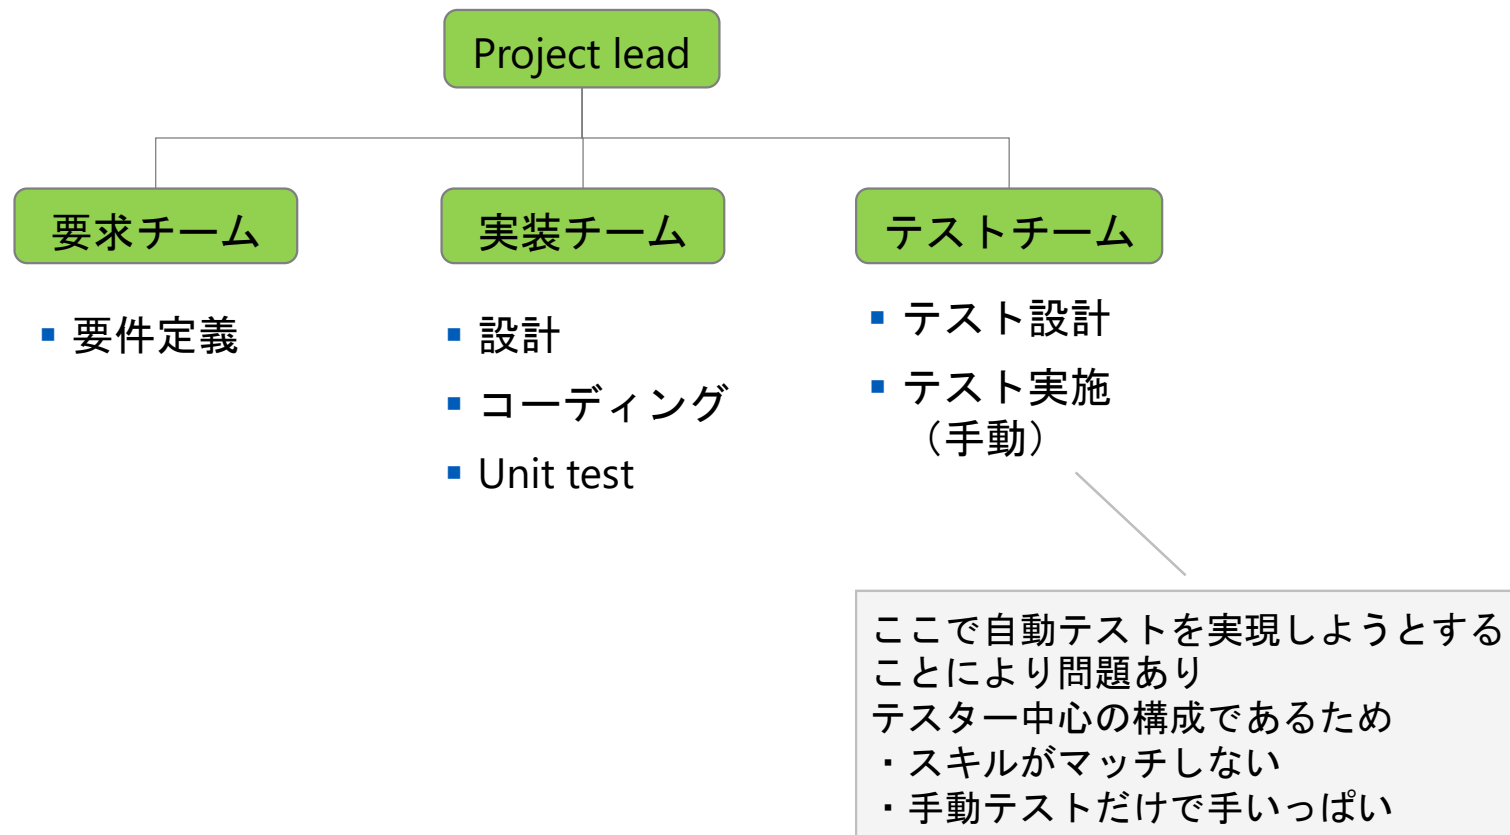 Project lead
要求チーム
実装チーム
テストチーム
▪ 要件定義
▪ 設計
▪ コーディング
▪ Unit test
▪ テスト設計
▪ テスト実施
（手動）
ここで自動テストを実現しようとする
ことにより問題あり
テスター中心の構成であるため
・スキルがマッチしない
・手動テストだけで手いっぱい